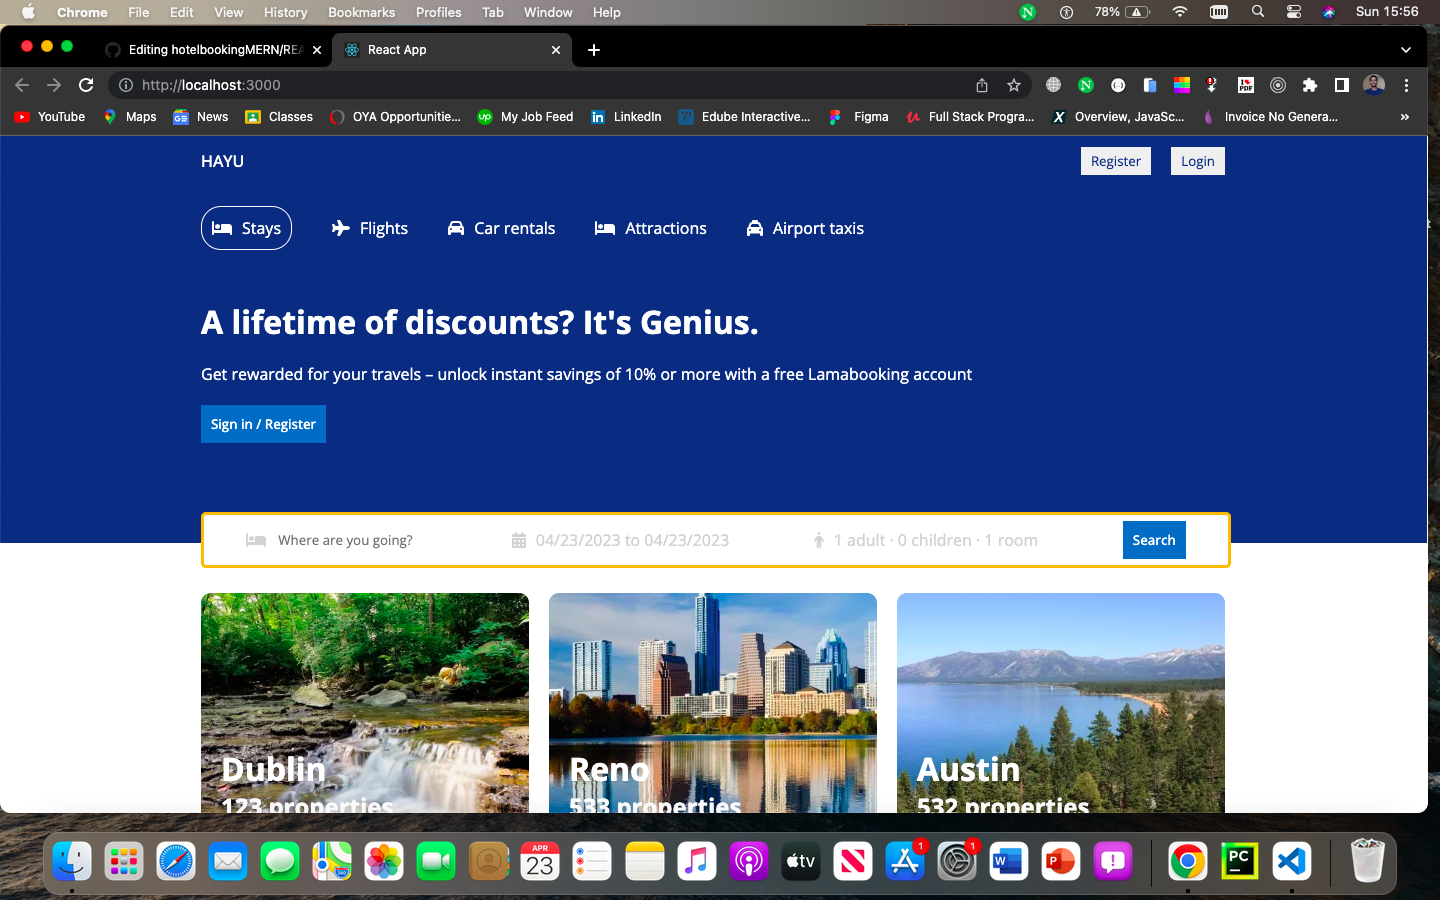 Chrome File Edit View History Bookmarks Profiles Tab Window Help N 78% Sun 15:56
Editing hotelbookingMERN/REA React App
http://localhost:3000
YouTube Maps News Classes OYA Opportunitie... My Job Feed LinkedIn Edube Interactive... Figma Full Stack Progra... Overview, JavaSc... Invoice No Genera... »
HAYU Register Login
Stays Flights Car rentals Attractions Airport taxis
A lifetime of discounts? It's Genius.
Get rewarded for your travels – unlock instant savings of 10% or more with a free Lamabooking account
Sign in / Register
Where are you going? 04/23/2023 to 04/23/2023 1 adult · 0 children · 1 room Search
Dublin Reno Austin
123 properties 533 properties 532 properties
APR
23
tv
1
1
W
P
PC